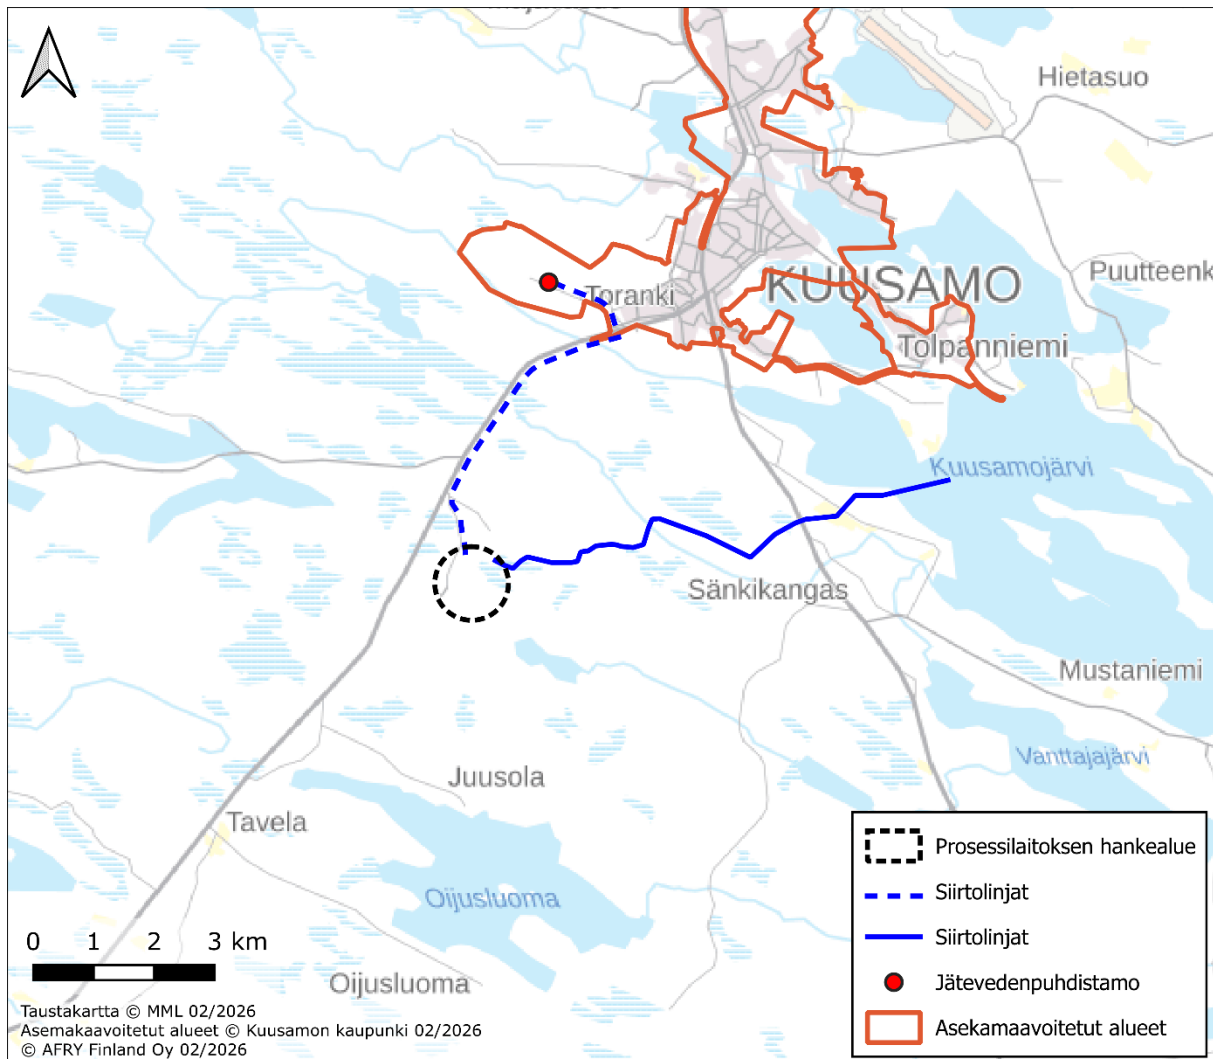 Hietasuo
KUUSAMO
Puutteenk
Toranki
Tolpanniemi
Kuusamojärvi
Sänkikangas
Mustaniemi
Vanttajajärvi
Juusola
Tavela
Oijusluoma
Oijusluoma
Prosessilaitoksen hankealue
Siirtolinjat
Siirtolinjat
Jätevedenpuhdistamo
Asekamaavoitetut alueet
0 1 2 3 km
Taustakartta © MML 02/2026
Asemakaavoitetut alueet © Kuusamon kaupunki 02/2026
© AFRY Finland Oy 02/2026